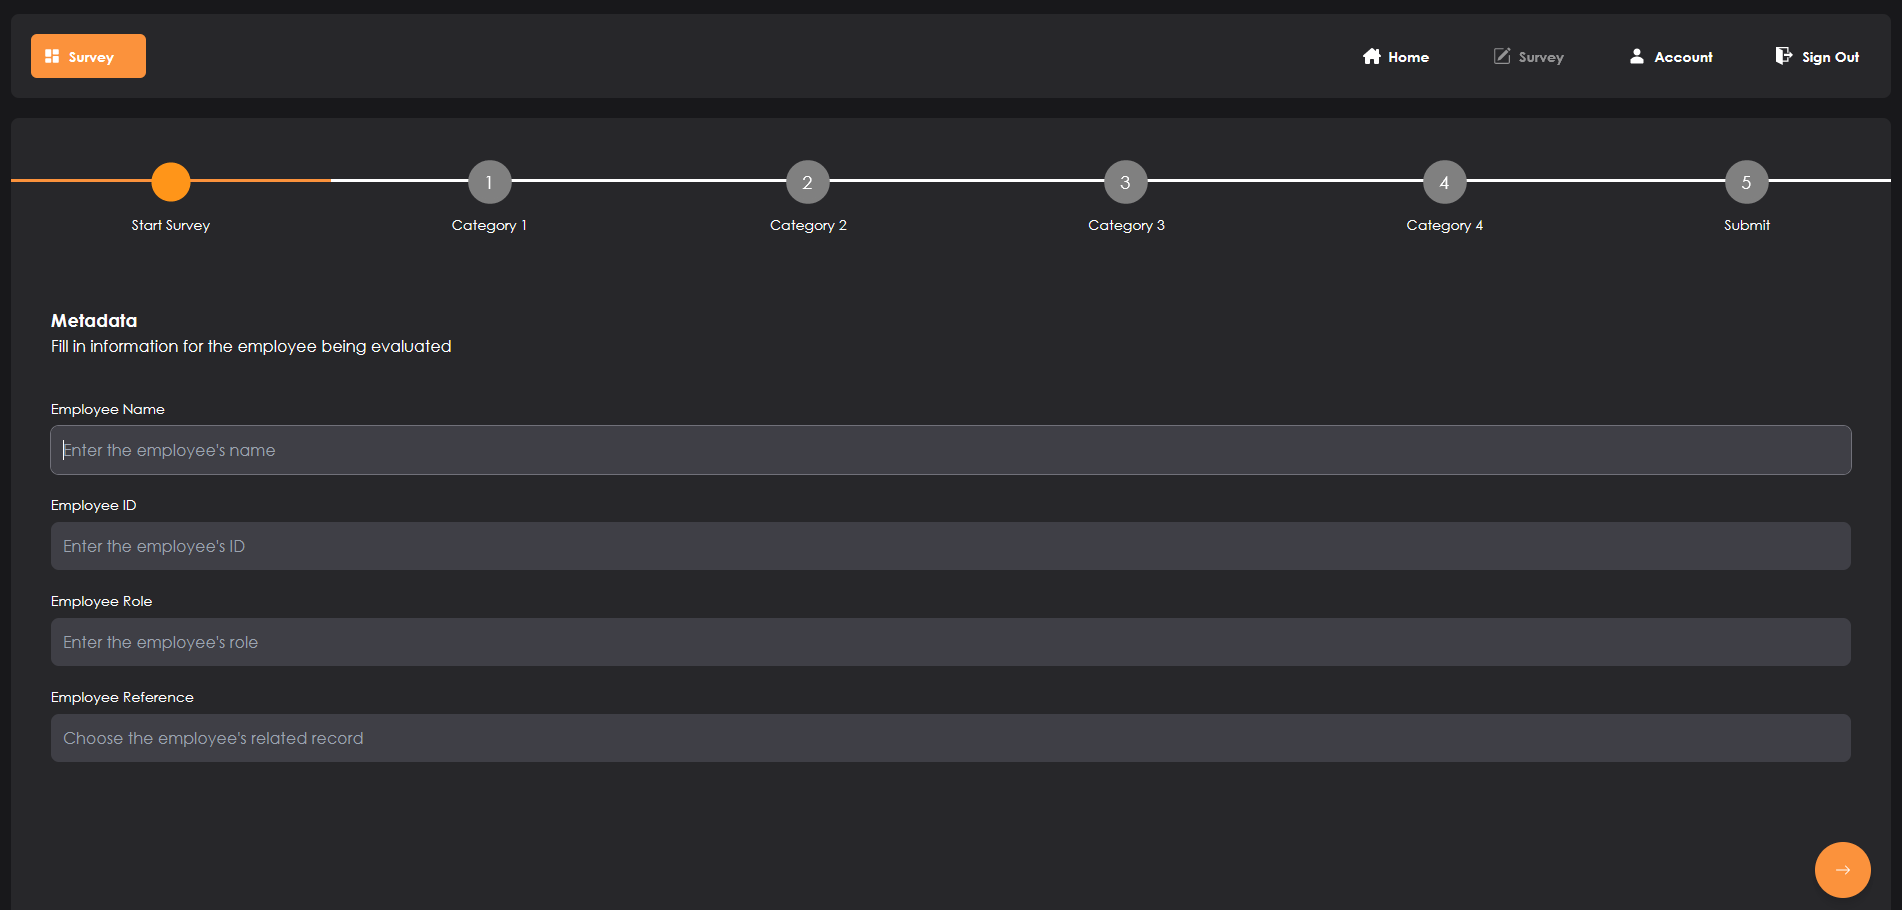 Survey
Home
Survey
Account
Sign Out
1
2
3
4
5
Start Survey
Category 1
Category 2
Category 3
Category 4
Submit
Metadata
Fill in information for the employee being evaluated
Employee Name
Enter the employee's name
Employee ID
Enter the employee's ID
Employee Role
Enter the employee's role
Employee Reference
Choose the employee's related record